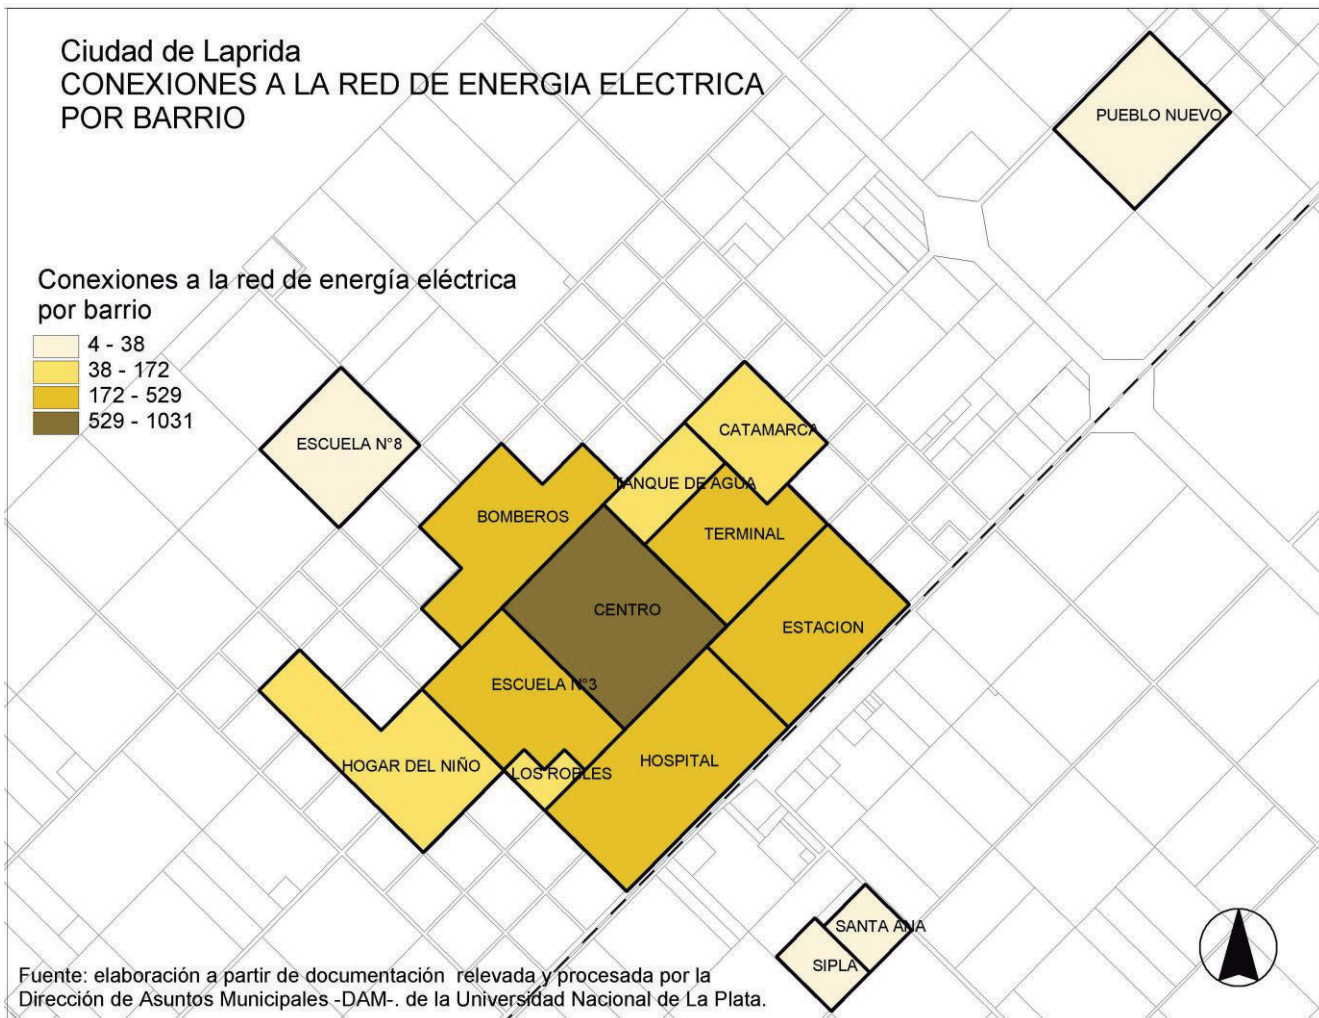 Ciudad de Laprida
CONEXIONES A LA RED DE ENERGIA ELECTRICA
POR BARRIO
PUEBLO NUEVO
Conexiones a la red de energía eléctrica
por barrio
4 - 38
38 - 172
172 - 529
529 - 1031
CATAMARCA
ESCUELA N°8
TANQUE DE AGUA
BOMBEROS
TERMINAL
CENTRO
ESTACION
ESCUELA N°3
HOSPITAL
HOGAR DEL NIÑO
LOS ROBLES
SANTA ANA
SIPLA
Fuente: elaboración a partir de documentación relevada y procesada por la
Dirección de Asuntos Municipales -DAM-. de la Universidad Nacional de La Plata.